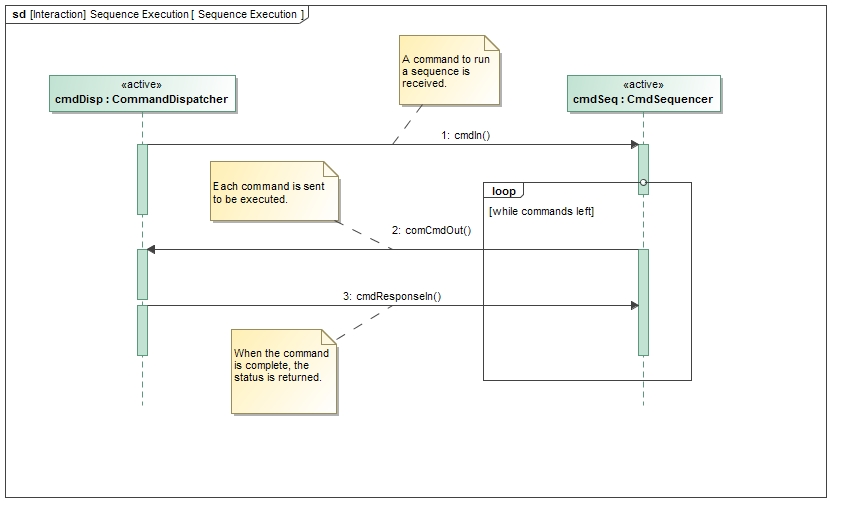 sd [Interaction] Sequence Execution [ Sequence Execution ]
A command to run
a sequence is
received.
«active»
cmdDisp : CommandDispatcher
«active»
cmdSeq : CmdSequencer
1: cmdIn()
Each command is sent
to be executed.
loop
[while commands left]
2: comCmdOut()
3: cmdResponseIn()
When the command
is complete, the
status is returned.